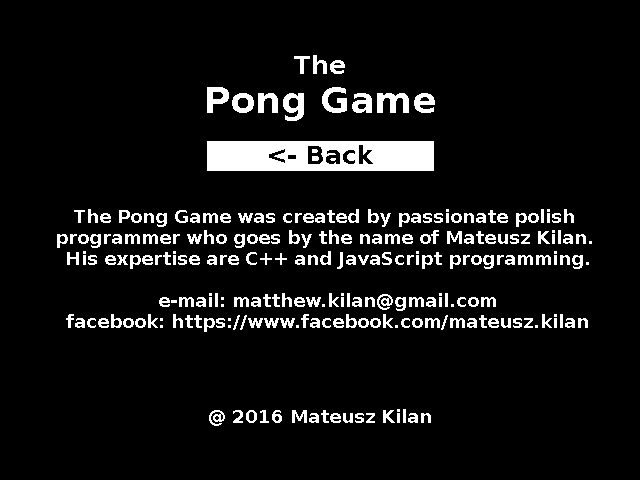 The
Pong Game
<- Back
The Pong Game was created by passionate polish
programmer who goes by the name of Mateusz Kilan.
His expertise are C++ and JavaScript programming.
e-mail: matthew.kilan@gmail.com
facebook: https://www.facebook.com/mateusz.kilan
@ 2016 Mateusz Kilan